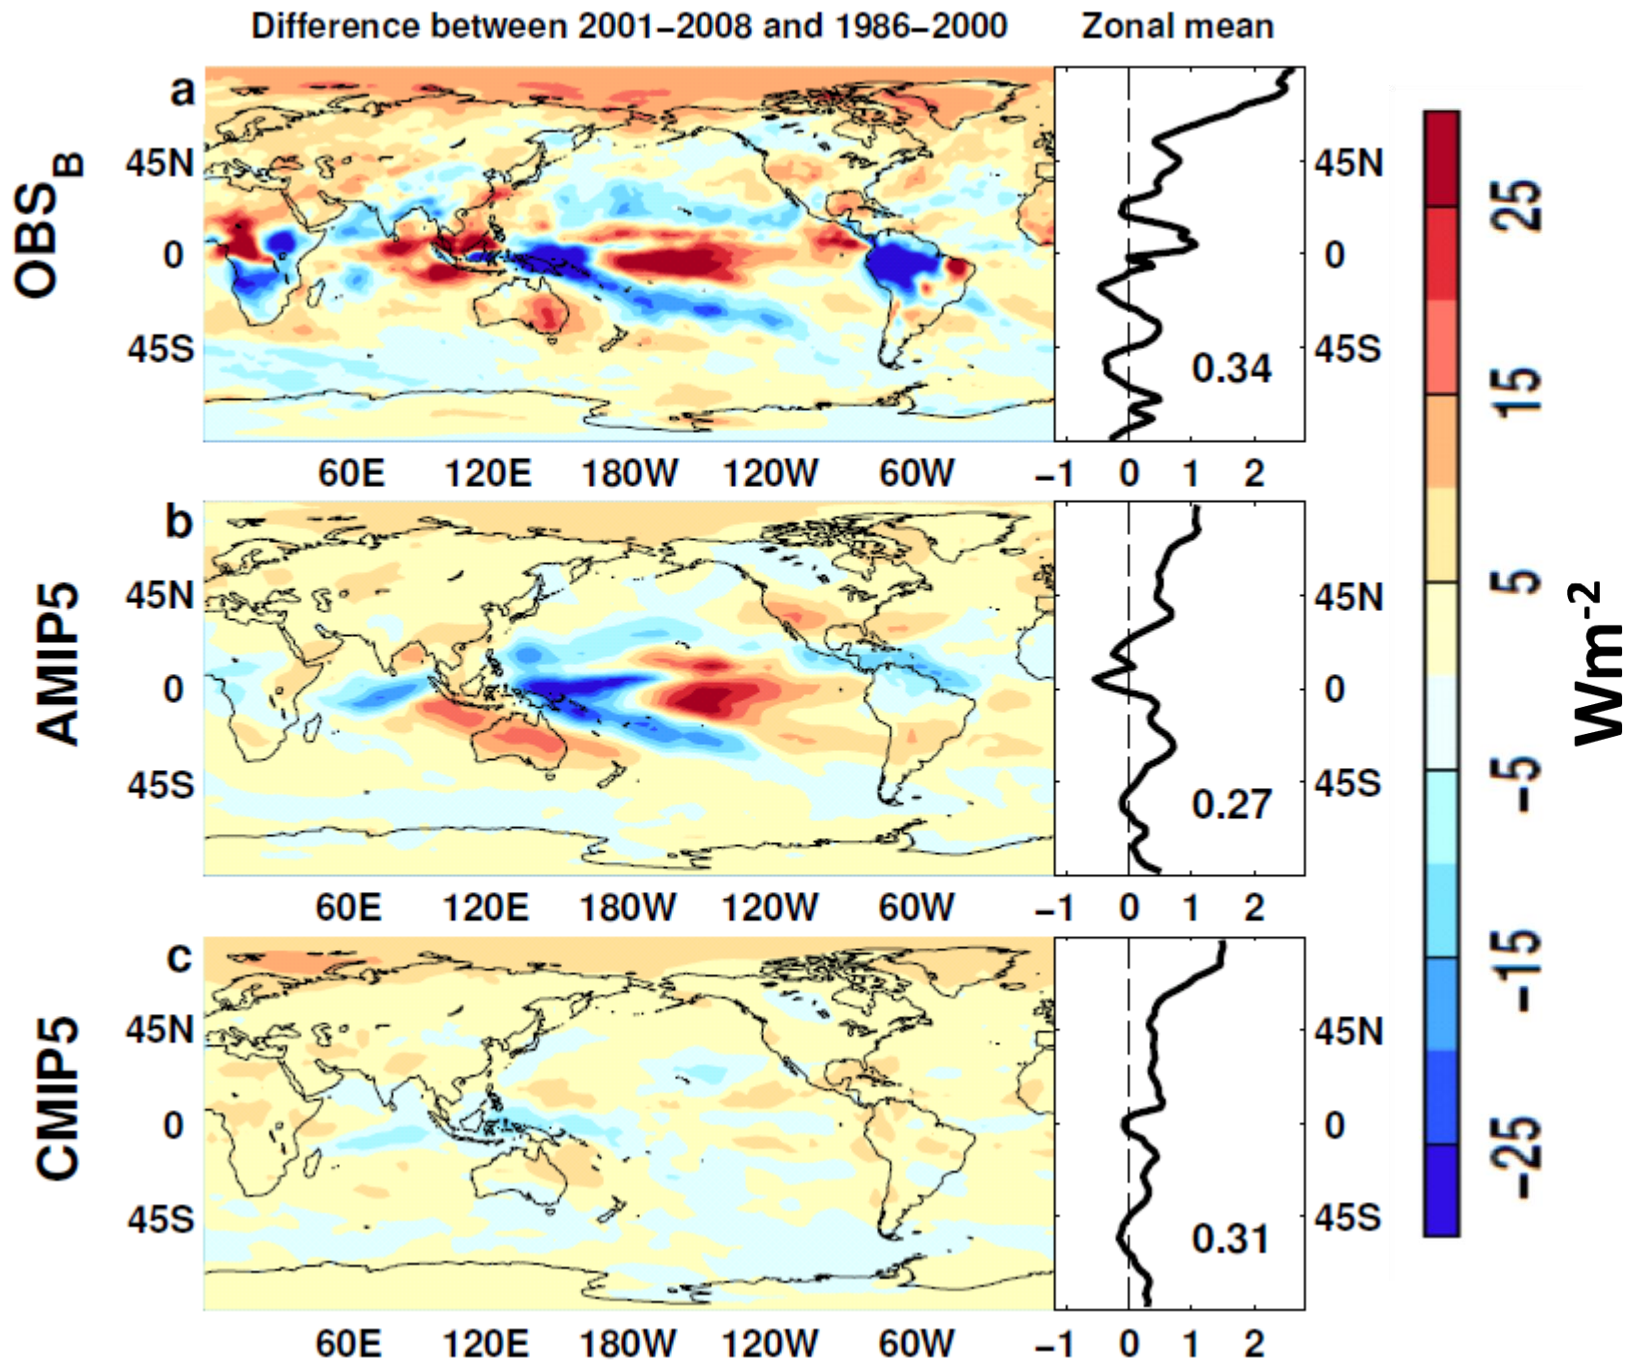 Difference between 2001–2008 and 1986–2000
Zonal mean
a
OBS_B
45N
0
45S
45N
0
45S
0.34
60E 120E 180W 120W 60W
−1 0 1 2
b
AMIP5
45N
0
45S
45N
0
45S
0.27
60E 120E 180W 120W 60W
−1 0 1 2
c
CMIP5
45N
0
45S
45N
0
45S
0.31
60E 120E 180W 120W 60W
−1 0 1 2
25
15
5
−5
−15
−25
Wm⁻²